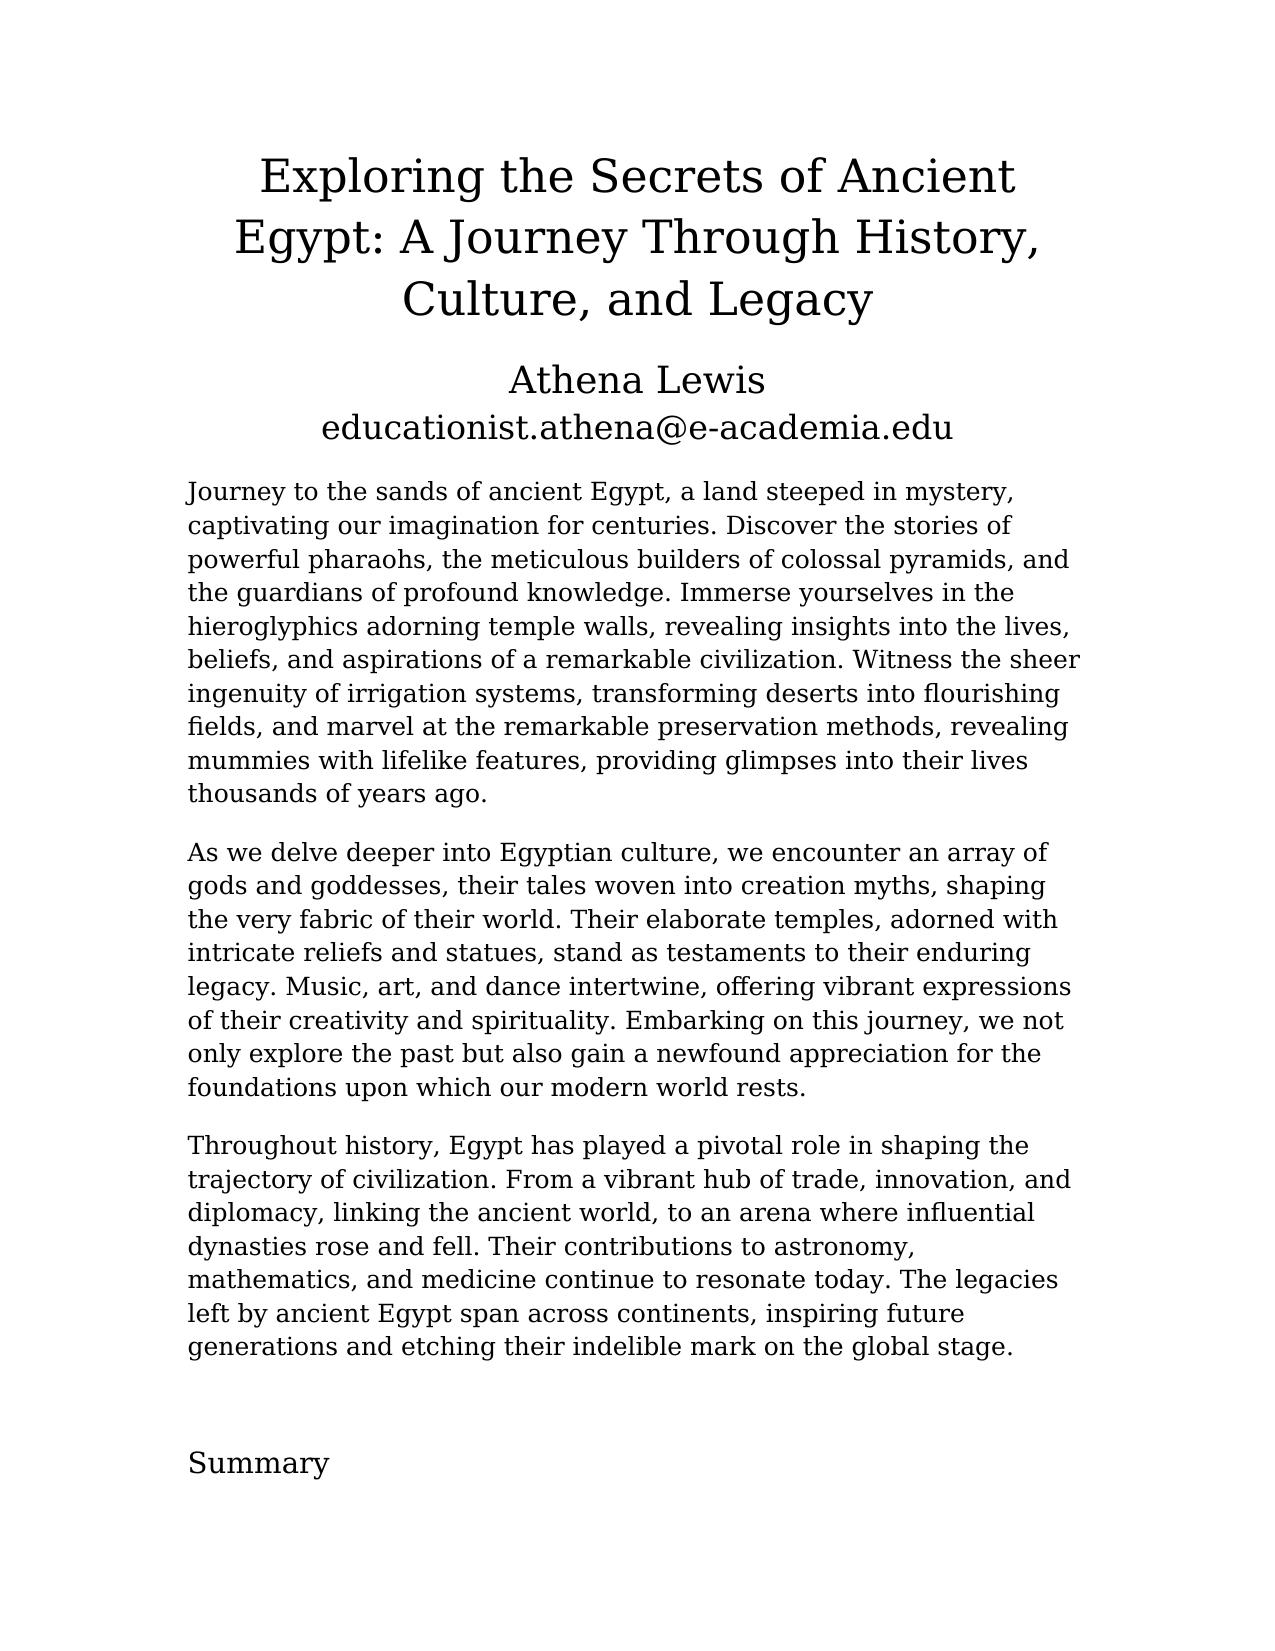 Exploring the Secrets of Ancient
Egypt: A Journey Through History,
Culture, and Legacy
Athena Lewis
educationist.athena@e-academia.edu
Journey to the sands of ancient Egypt, a land steeped in mystery,
captivating our imagination for centuries. Discover the stories of
powerful pharaohs, the meticulous builders of colossal pyramids, and
the guardians of profound knowledge. Immerse yourselves in the
hieroglyphics adorning temple walls, revealing insights into the lives,
beliefs, and aspirations of a remarkable civilization. Witness the sheer
ingenuity of irrigation systems, transforming deserts into flourishing
fields, and marvel at the remarkable preservation methods, revealing
mummies with lifelike features, providing glimpses into their lives
thousands of years ago.
As we delve deeper into Egyptian culture, we encounter an array of
gods and goddesses, their tales woven into creation myths, shaping
the very fabric of their world. Their elaborate temples, adorned with
intricate reliefs and statues, stand as testaments to their enduring
legacy. Music, art, and dance intertwine, offering vibrant expressions
of their creativity and spirituality. Embarking on this journey, we not
only explore the past but also gain a newfound appreciation for the
foundations upon which our modern world rests.
Throughout history, Egypt has played a pivotal role in shaping the
trajectory of civilization. From a vibrant hub of trade, innovation, and
diplomacy, linking the ancient world, to an arena where influential
dynasties rose and fell. Their contributions to astronomy,
mathematics, and medicine continue to resonate today. The legacies
left by ancient Egypt span across continents, inspiring future
generations and etching their indelible mark on the global stage.
Summary